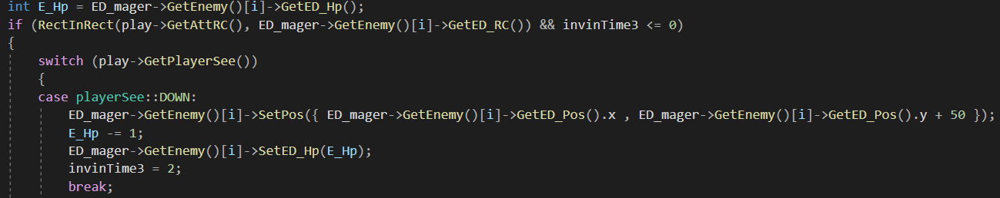 int E_Hp = ED_mager->GetEnemy()[i]->GetED_Hp();
if (RectInRect(play->GetAttRC(), ED_mager->GetEnemy()[i]->GetED_RC()) && invinTime3 <= 0)
{
switch (play->GetPlayerSee())
{
case playerSee::DOWN:
ED_mager->GetEnemy()[i]->SetPos({ ED_mager->GetEnemy()[i]->GetED_Pos().x , ED_mager->GetEnemy()[i]->GetED_Pos().y + 50 });
E_Hp -= 1;
ED_mager->GetEnemy()[i]->SetED_Hp(E_Hp);
invinTime3 = 2;
break;